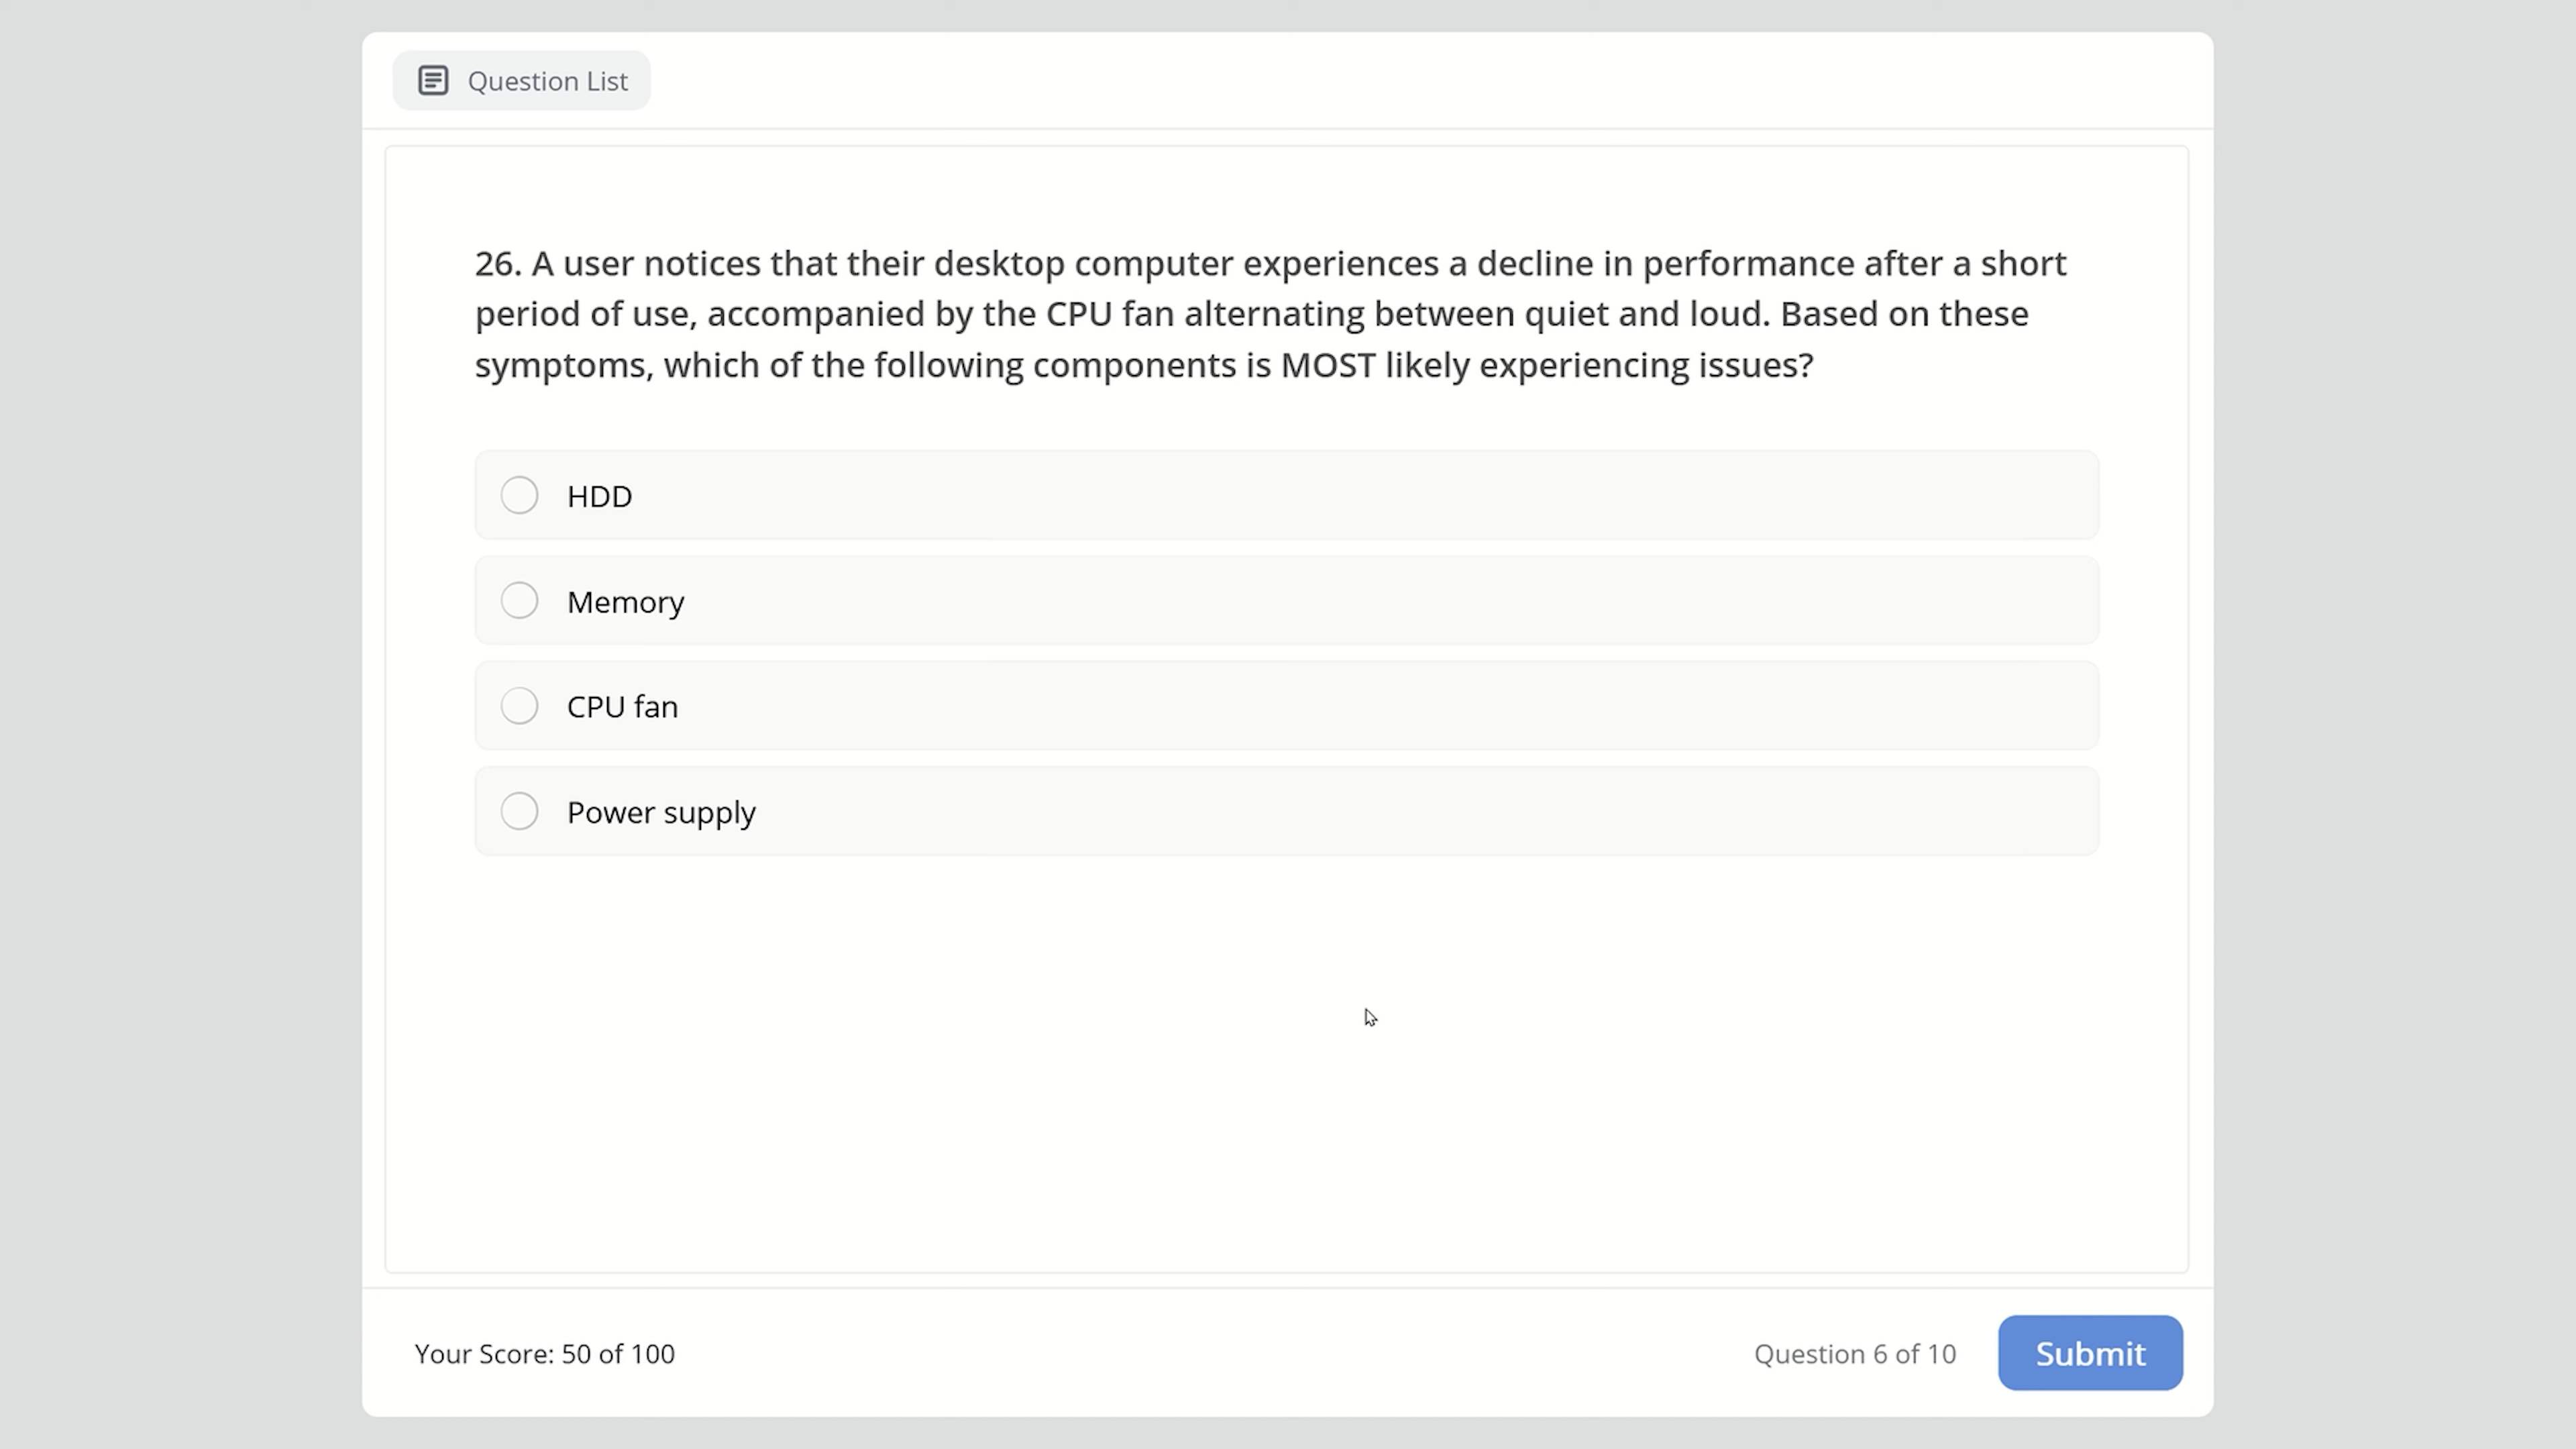 Question List
26. A user notices that their desktop computer experiences a decline in performance after a short
period of use, accompanied by the CPU fan alternating between quiet and loud. Based on these
symptoms, which of the following components is MOST likely experiencing issues?
HDD
Memory
CPU fan
Power supply
Your Score: 50 of 100
Question 6 of 10
Submit